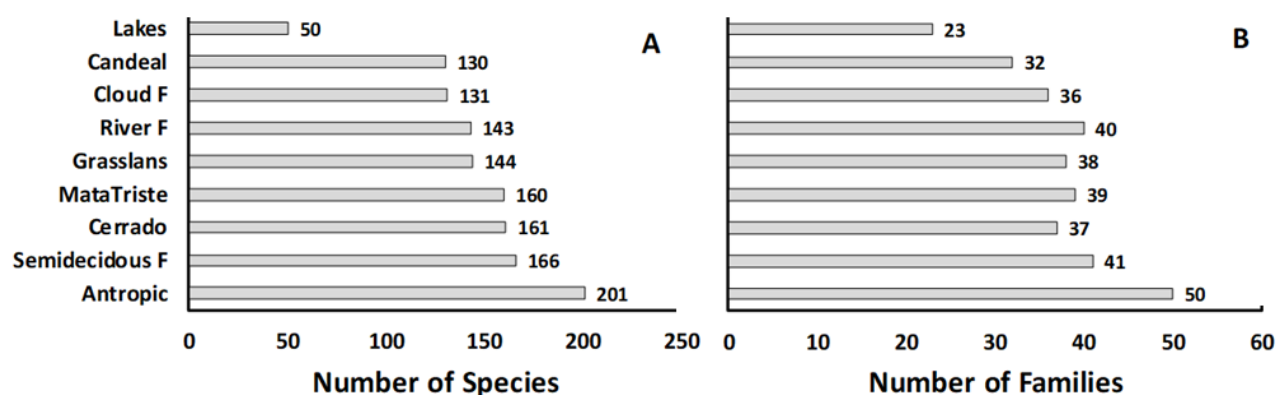 A
B
Lakes 50 23
Candeal 130 32
Cloud F 131 36
River F 143 40
Grasslans 144 38
MataTriste 160 39
Cerrado 161 37
Semidecidous F 166 41
Antropic 201 50
0 50 100 150 200 250 0 10 20 30 40 50 60
Number of Species Number of Families